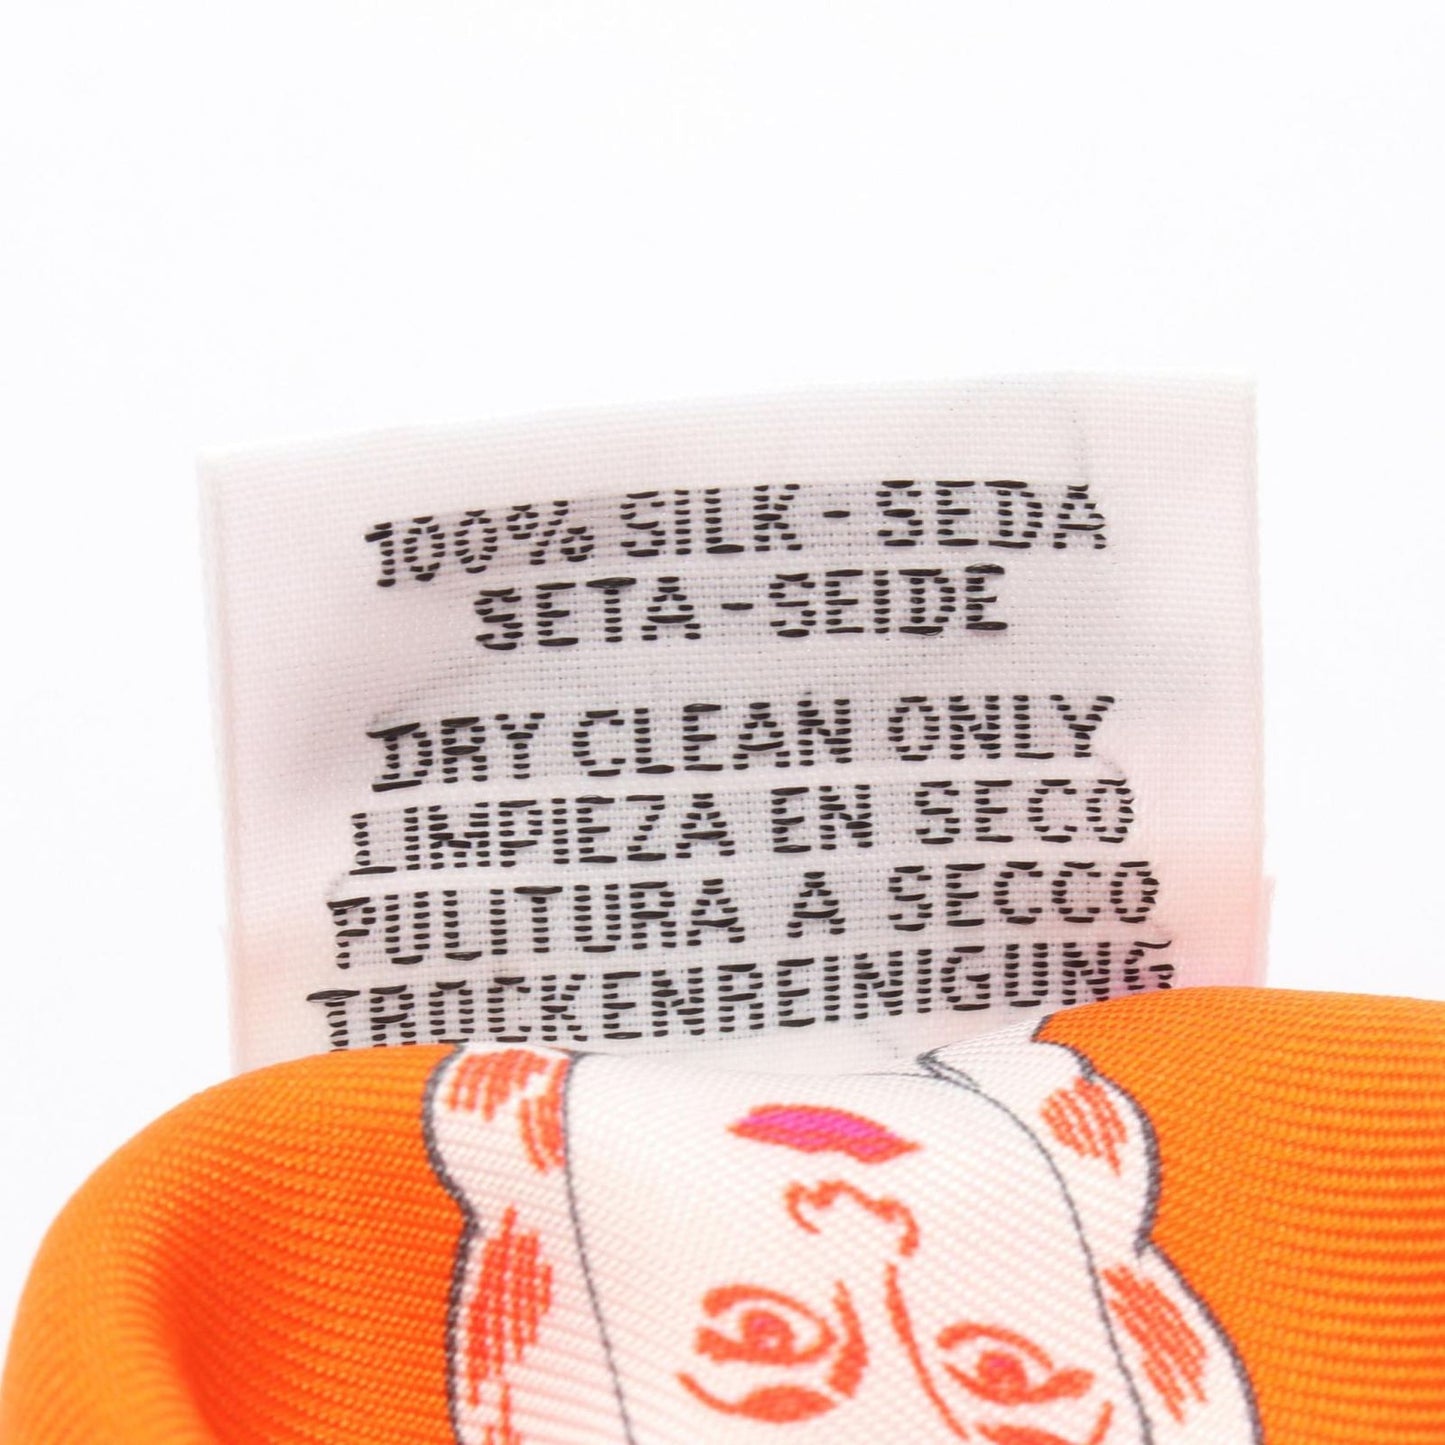 100% SILK - SEDA
SETA - SEIDE
DRY CLEAN ONLY
LIMPIEZA EN SECO
PULITURA A SECCO
TROCKENREINIGUNG